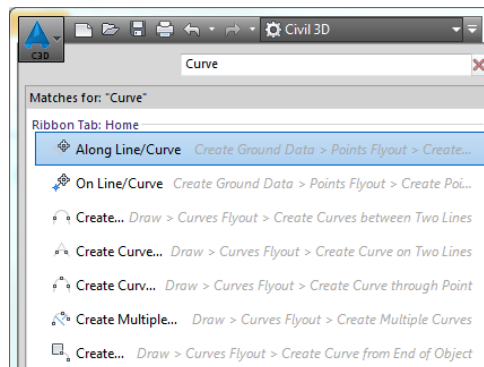 Civil 3D
C3D
Curve
Matches for: "Curve"
Ribbon Tab: Home
Along Line/Curve Create Ground Data > Points Flyout > Create...
On Line/Curve Create Ground Data > Points Flyout > Create Poi...
Create... Draw > Curves Flyout > Create Curves between Two Lines
Create Curve... Draw > Curves Flyout > Create Curve on Two Lines
Create Curv... Draw > Curves Flyout > Create Curve through Point
Create Multiple... Draw > Curves Flyout > Create Multiple Curves
Create... Draw > Curves Flyout > Create Curve from End of Object